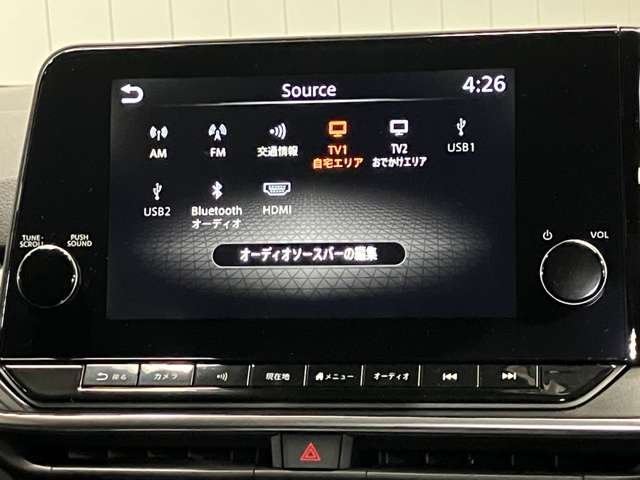 Source
4:26
AM
FM
交通情報
TV1
自宅エリア
TV2
おでかけエリア
USB1
USB2
Bluetooth
オーディオ
HDMI
オーディオソースバーの編集
TUNE·
SCROLL
PUSH
SOUND
VOL
戻る
カメラ
現在地
メニュー
オーディオ